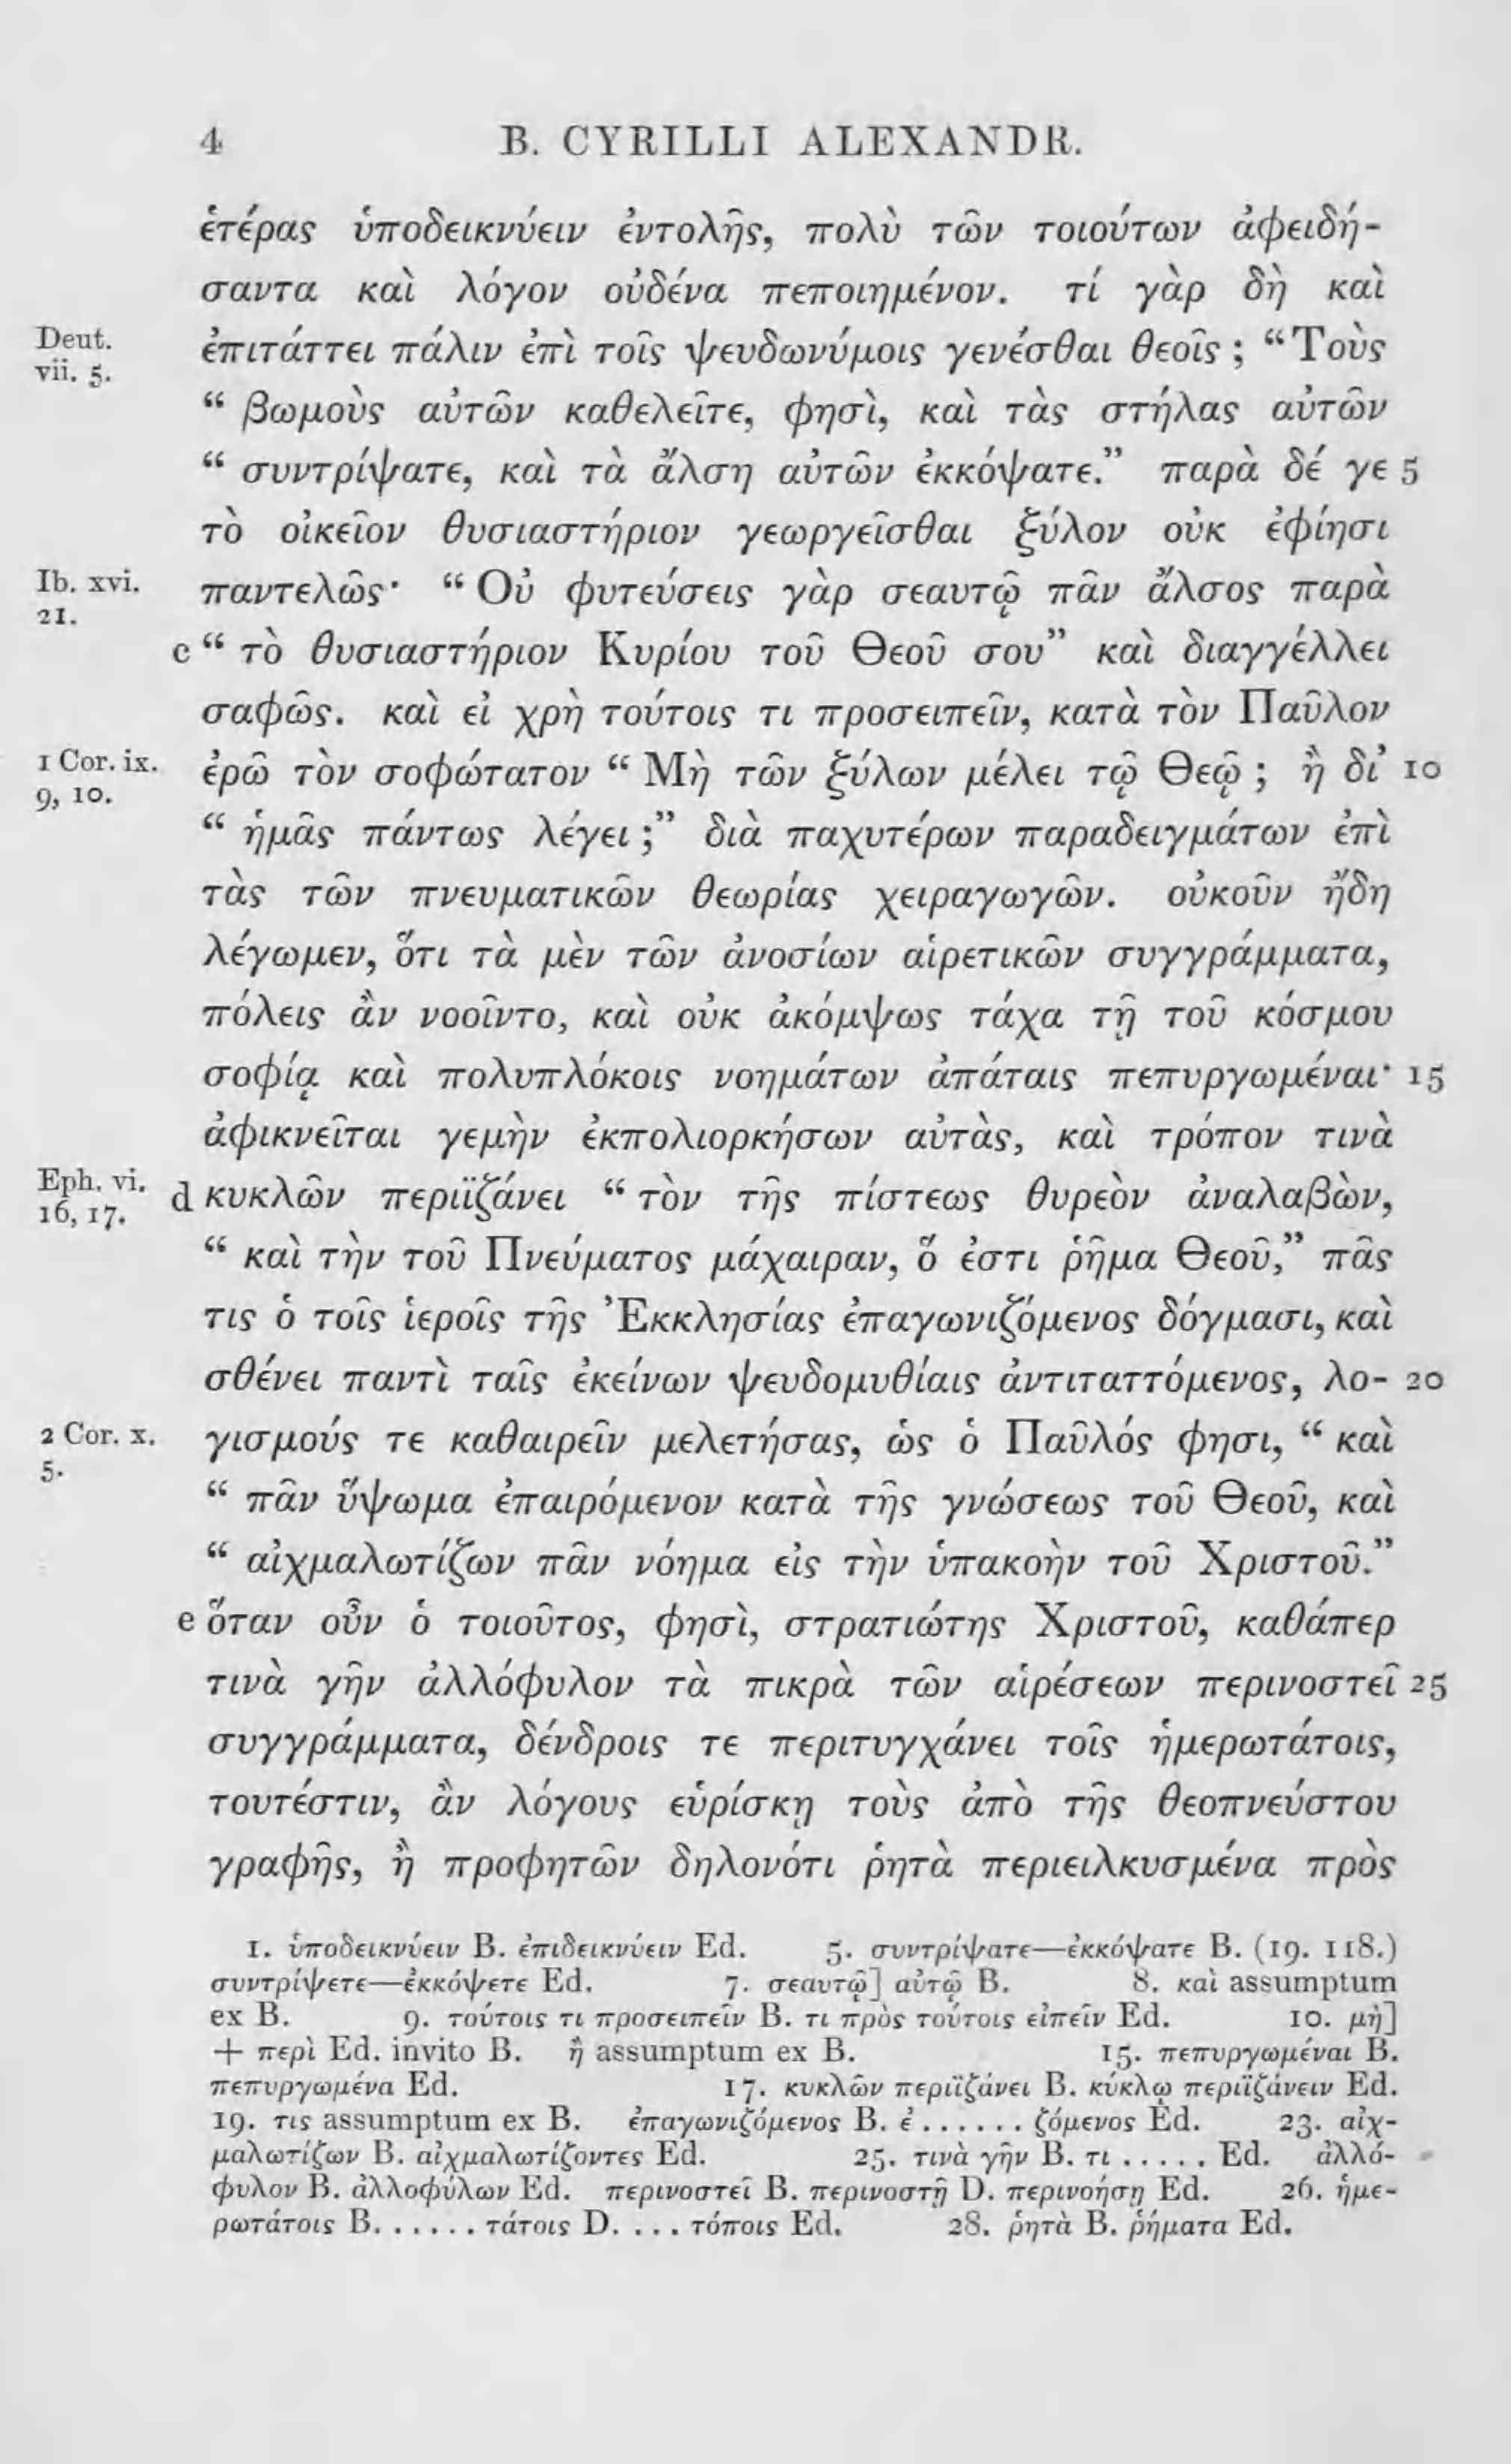 4 B. CYRILLI ALEXANDR.
ἑτέρας ὑποδεικνύειν ἐντολῆς, πολὺ τῶν τοιούτων ἀφειδή-
σαντα καὶ λόγον οὐδένα πεποιημένον. τί γὰρ δὴ καὶ
Deut. vii. 5. ἐπιτάττει πάλιν ἐπὶ τοῖς ψευδωνύμοις γενέσθαι θεοῖς ; “Τοὺς
“ βωμοὺς αὐτῶν καθελεῖτε, φησὶ, καὶ τὰς στήλας αὐτῶν
“ συντρίψατε, καὶ τὰ ἄλση αὐτῶν ἐκκόψατε.” παρὰ δέ γε 5
τὸ οἰκεῖον θυσιαστήριον γεωργεῖσθαι ξύλον οὐκ ἐφίησι
Ib. xvi. 21. παντελῶς· “ Οὐ φυτεύσεις γὰρ σεαυτῷ πᾶν ἄλσος παρὰ
c “ τὸ θυσιαστήριον Κυρίου τοῦ Θεοῦ σου” καὶ διαγγέλλει
σαφῶς. καὶ εἰ χρὴ τούτοις τι προσειπεῖν, κατὰ τὸν Παῦλον
1 Cor. ix. 9, 10. ἐρῶ τὸν σοφώτατον “ Μὴ τῶν ξύλων μέλει τῷ Θεῷ ; ἢ δι’ 10
“ ἡμᾶς πάντως λέγει ;” διὰ παχυτέρων παραδειγμάτων ἐπὶ
τὰς τῶν πνευματικῶν θεωρίας χειραγωγῶν. οὐκοῦν ἤδη
λέγωμεν, ὅτι τὰ μὲν τῶν ἀνοσίων αἱρετικῶν συγγράμματα,
πόλεις ἂν νοοῖντο, καὶ οὐκ ἀκόμψως τάχα τῇ τοῦ κόσμου
σοφίᾳ καὶ πολυπλόκοις νοημάτων ἀπάταις πεπυργωμέναι· 15
ἀφικνεῖται γεμὴν ἐκπολιορκήσων αὐτὰς, καὶ τρόπον τινὰ
Eph. vi. 16, 17. d κυκλῶν περιϊζάνει “ τὸν τῆς πίστεως θυρεὸν ἀναλαβὼν,
“ καὶ τὴν τοῦ Πνεύματος μάχαιραν, ὅ ἐστι ῥῆμα Θεοῦ,” πᾶς
τις ὁ τοῖς ἱεροῖς τῆς Ἐκκλησίας ἐπαγωνιζόμενος δόγμασι, καὶ
σθένει παντὶ ταῖς ἐκείνων ψευδομυθίαις ἀντιταττόμενος, λο- 20
2 Cor. x. 5. γισμούς τε καθαιρεῖν μελετήσας, ὡς ὁ Παῦλός φησι, “ καὶ
“ πᾶν ὕψωμα ἐπαιρόμενον κατὰ τῆς γνώσεως τοῦ Θεοῦ, καὶ
“ αἰχμαλωτίζων πᾶν νόημα εἰς τὴν ὑπακοὴν τοῦ Χριστοῦ.”
e ὅταν οὖν ὁ τοιοῦτος, φησὶ, στρατιώτης Χριστοῦ, καθάπερ
τινὰ γῆν ἀλλόφυλον τὰ πικρὰ τῶν αἱρέσεων περινοστεῖ 25
συγγράμματα, δένδροις τε περιτυγχάνει τοῖς ἡμερωτάτοις,
τουτέστιν, ἂν λόγους εὑρίσκῃ τοὺς ἀπὸ τῆς θεοπνεύστου
γραφῆς, ἢ προφητῶν δηλονότι ῥητὰ περιειλκυσμένα πρὸς
1. ὑποδεικνύειν B. ἐπιδεικνύειν Ed. 5. συντρίψατε—ἐκκόψατε B. (19. 118.)
συντρίψετε—ἐκκόψετε Ed. 7. σεαυτῷ] αὐτῷ B. 8. καὶ assumptum
ex B. 9. τούτοις τι προσειπεῖν B. τι πρὸς τούτοις εἰπεῖν Ed. 10. μὴ]
+ περὶ Ed. invito B. ἢ assumptum ex B. 15. πεπυργωμέναι B.
πεπυργωμένα Ed. 17. κυκλῶν περιϊζάνει B. κύκλῳ περιϊζάνειν Ed.
19. τις assumptum ex B. ἐπαγωνιζόμενος B. ἐ ...... ζόμενος Ed. 23. αἰχ-
μαλωτίζων B. αἰχμαλωτίζοντες Ed. 25. τινὰ γῆν B. τι ..... Ed. ἀλλό-
φυλον B. ἀλλοφύλων Ed. περινοστεῖ B. περινοστῇ D. περινοήσῃ Ed. 26. ἡμε-
ρωτάτοις B. ...... τάτοις D. .... τόποις Ed. 28. ῥητὰ B. ῥήματα Ed.